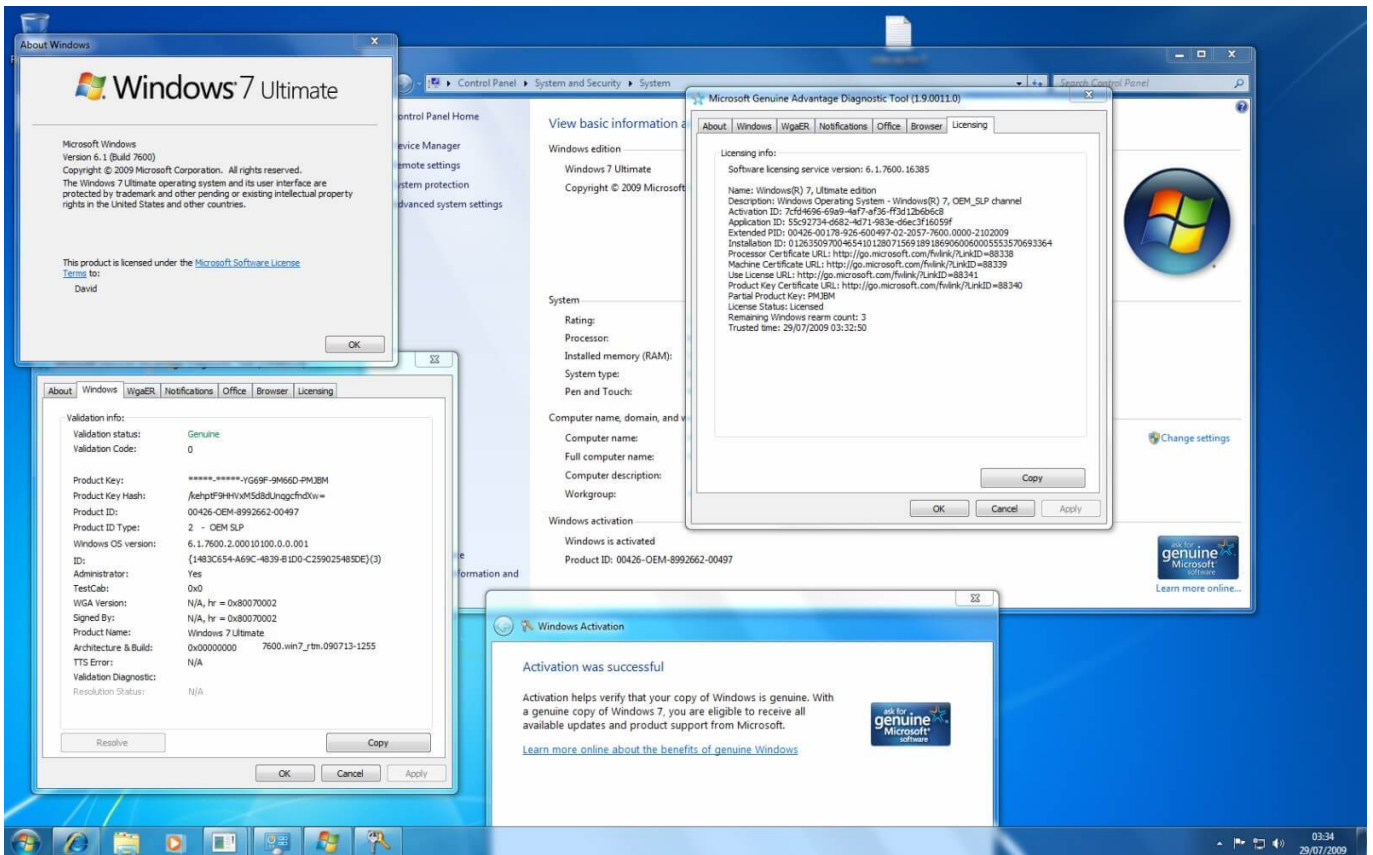 About Windows
Windows 7 Ultimate
Microsoft Windows
Version 6.1 (Build 7600)
Copyright © 2009 Microsoft Corporation. All rights reserved.
The Windows 7 Ultimate operating system and its user interface are
protected by trademark and other pending or existing intellectual property
rights in the United States and other countries.
This product is licensed under the Microsoft Software License
Terms to:
David
OK
Control Panel ▸ System and Security ▸ System
Search Control Panel
ontrol Panel Home
evice Manager
emote settings
ystem protection
dvanced system settings
e
formation and
View basic information a
Windows edition
Windows 7 Ultimate
Copyright © 2009 Microsoft
System
Rating:
Processor:
Installed memory (RAM):
System type:
Pen and Touch:
Computer name, domain, and w
Computer name:
Full computer name:
Computer description:
Workgroup:
Change settings
Windows activation
Windows is activated
Product ID: 00426-OEM-8992662-00497
ask for
genuine
Microsoft
software
Learn more online...
Microsoft Genuine Advantage Diagnostic Tool (1.9.0011.0)
About Windows WgaER Notifications Office Browser Licensing
Licensing info:
Software licensing service version: 6.1.7600.16385
Name: Windows(R) 7, Ultimate edition
Description: Windows Operating System - Windows(R) 7, OEM_SLP channel
Activation ID: 7cfd4696-69a9-4af7-af36-ff3d12b6b6c8
Application ID: 55c92734-d682-4d71-983e-d6ec3f16059f
Extended PID: 00426-00178-926-600497-02-2057-7600.0000-2102009
Installation ID: 012635097004654101280715691891869060060005553570693364
Processor Certificate URL: http://go.microsoft.com/fwlink/?LinkID=88338
Machine Certificate URL: http://go.microsoft.com/fwlink/?LinkID=88339
Use License URL: http://go.microsoft.com/fwlink/?LinkID=88341
Product Key Certificate URL: http://go.microsoft.com/fwlink/?LinkID=88340
Partial Product Key: PMJBM
License Status: Licensed
Remaining Windows rearm count: 3
Trusted time: 29/07/2009 03:32:50
Copy
OK Cancel Apply
About Windows WgaER Notifications Office Browser Licensing
Validation info:
Validation status: Genuine
Validation Code: 0
Product Key: *****-*****-YG69F-9M66D-PMJBM
Product Key Hash: /kehptF9HHVxM5d8dUnqgcfndXw=
Product ID: 00426-OEM-8992662-00497
Product ID Type: 2 - OEM SLP
Windows OS version: 6.1.7600.2.00010100.0.0.001
ID: {1483C654-A69C-4839-B1D0-C259025485DE}(3)
Administrator: Yes
TestCab: 0x0
WGA Version: N/A, hr = 0x80070002
Signed By: N/A, hr = 0x80070002
Product Name: Windows 7 Ultimate
Architecture & Build: 0x00000000 7600.win7_rtm.090713-1255
TTS Error: N/A
Validation Diagnostic:
Resolution Status: N/A
Resolve Copy
OK Cancel Apply
Windows Activation
Activation was successful
Activation helps verify that your copy of Windows is genuine. With
a genuine copy of Windows 7, you are eligible to receive all
available updates and product support from Microsoft.
Learn more online about the benefits of genuine Windows
ask for
genuine
Microsoft
software
03:34
29/07/2009